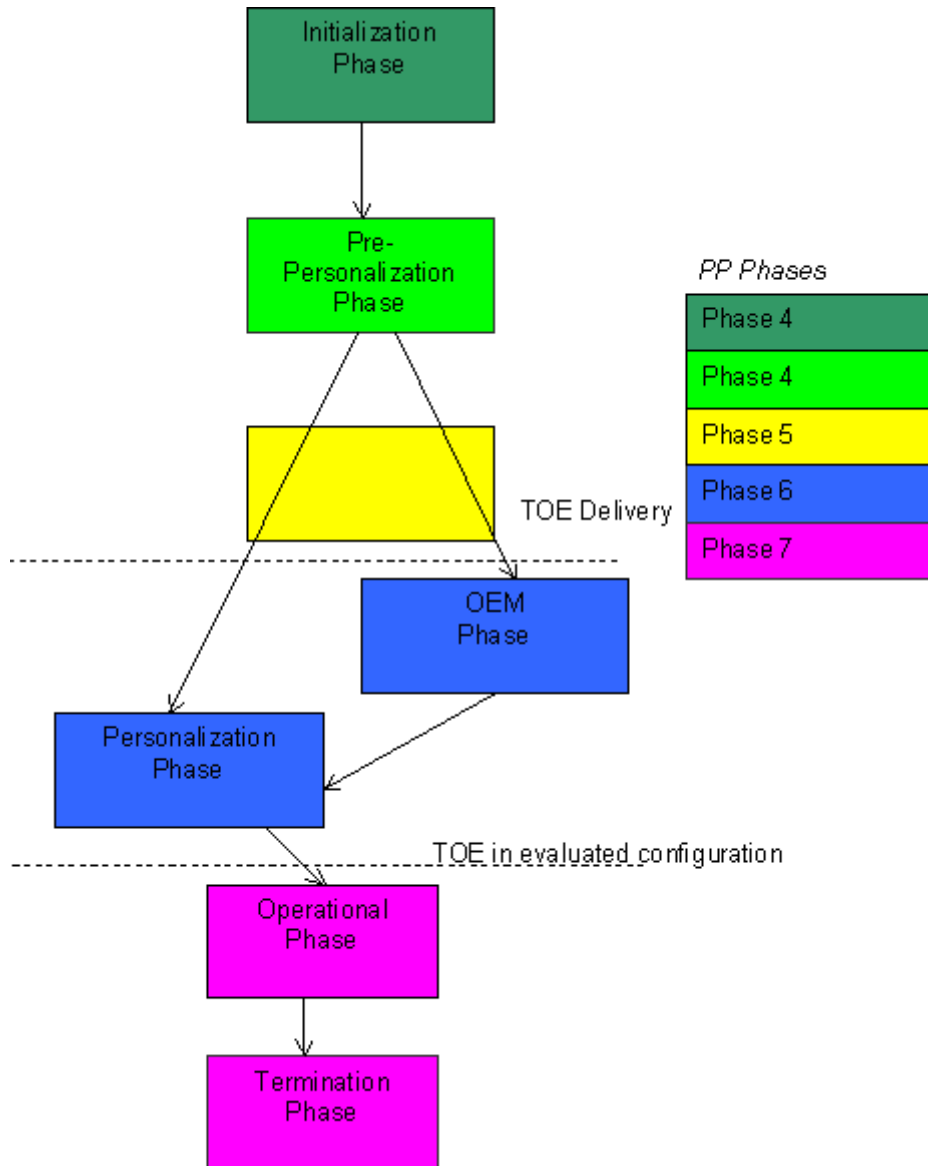 Initialization
Phase
Pre-
Personalization
Phase
PP Phases
Phase 4
Phase 4
Phase 5
Phase 6
Phase 7
TOE Delivery
OEM
Phase
Personalization
Phase
TOE in evaluated configuration
Operational
Phase
Termination
Phase